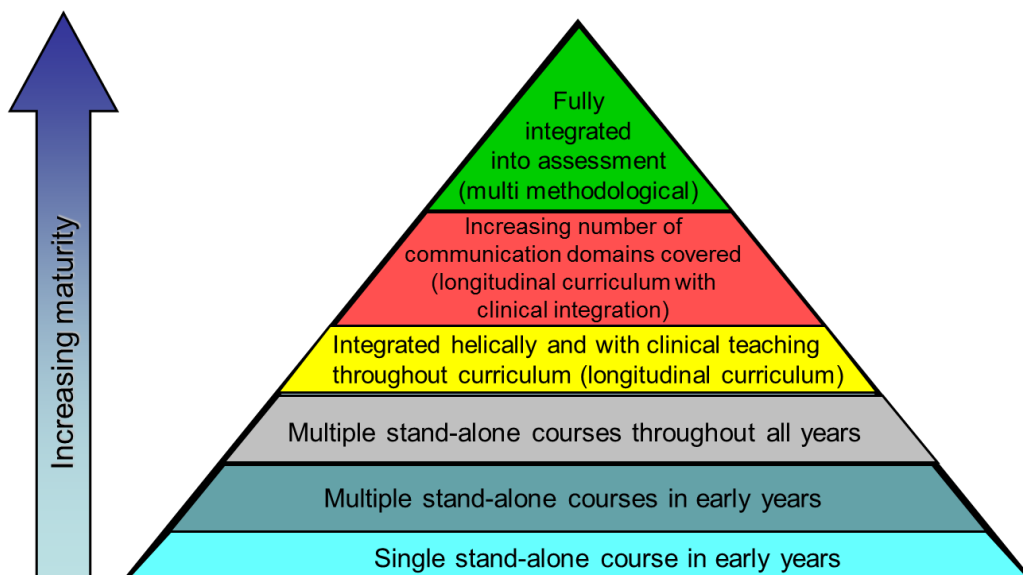 Increasing maturity
Fully
integrated
into assessment
(multi methodological)
Increasing number of
communication domains covered
(longitudinal curriculum with
clinical integration)
Integrated helically and with clinical teaching
throughout curriculum (longitudinal curriculum)
Multiple stand-alone courses throughout all years
Multiple stand-alone courses in early years
Single stand-alone course in early years